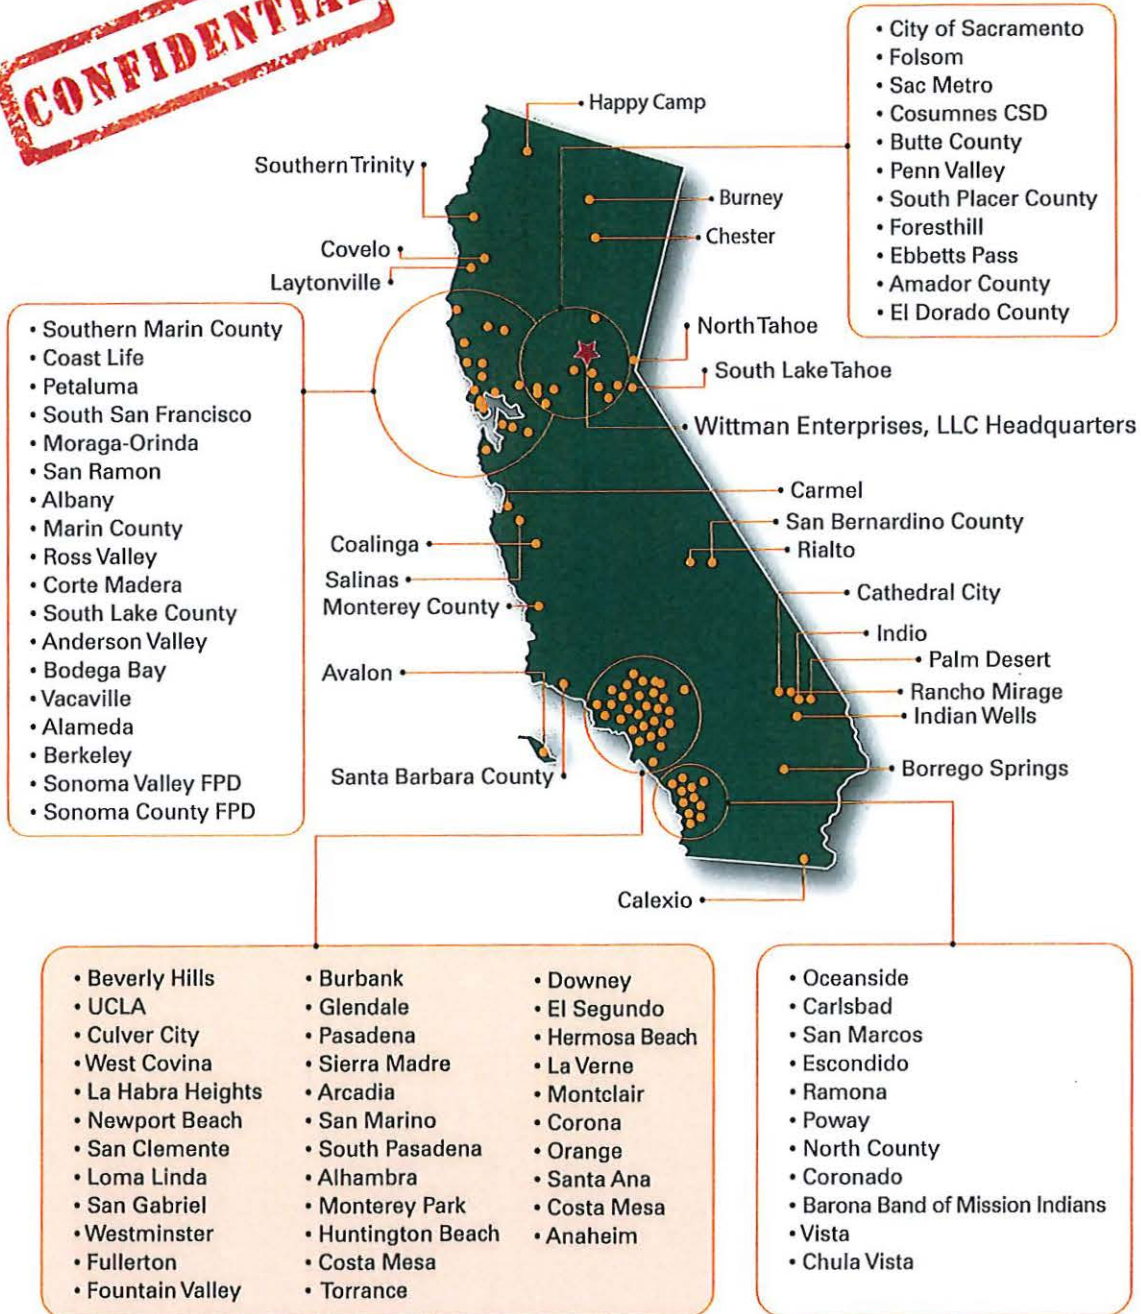 CONFIDENTIAL
• City of Sacramento
• Folsom
• Sac Metro
• Cosumnes CSD
• Butte County
• Penn Valley
• South Placer County
• Foresthill
• Ebbetts Pass
• Amador County
• El Dorado County
Happy Camp
Southern Trinity
Burney
Chester
Covelo
Laytonville
North Tahoe
South Lake Tahoe
Wittman Enterprises, LLC Headquarters
• Southern Marin County
• Coast Life
• Petaluma
• South San Francisco
• Moraga-Orinda
• San Ramon
• Albany
• Marin County
• Ross Valley
• Corte Madera
• South Lake County
• Anderson Valley
• Bodega Bay
• Vacaville
• Alameda
• Berkeley
• Sonoma Valley FPD
• Sonoma County FPD
Carmel
San Bernardino County
Rialto
Coalinga
Salinas
Monterey County
Cathedral City
Indio
Palm Desert
Rancho Mirage
Indian Wells
Avalon
Santa Barbara County
Borrego Springs
Calexio
• Beverly Hills
• UCLA
• Culver City
• West Covina
• La Habra Heights
• Newport Beach
• San Clemente
• Loma Linda
• San Gabriel
• Westminster
• Fullerton
• Fountain Valley
• Burbank
• Glendale
• Pasadena
• Sierra Madre
• Arcadia
• San Marino
• South Pasadena
• Alhambra
• Monterey Park
• Huntington Beach
• Costa Mesa
• Torrance
• Downey
• El Segundo
• Hermosa Beach
• La Verne
• Montclair
• Corona
• Orange
• Santa Ana
• Costa Mesa
• Anaheim
• Oceanside
• Carlsbad
• San Marcos
• Escondido
• Ramona
• Poway
• North County
• Coronado
• Barona Band of Mission Indians
• Vista
• Chula Vista